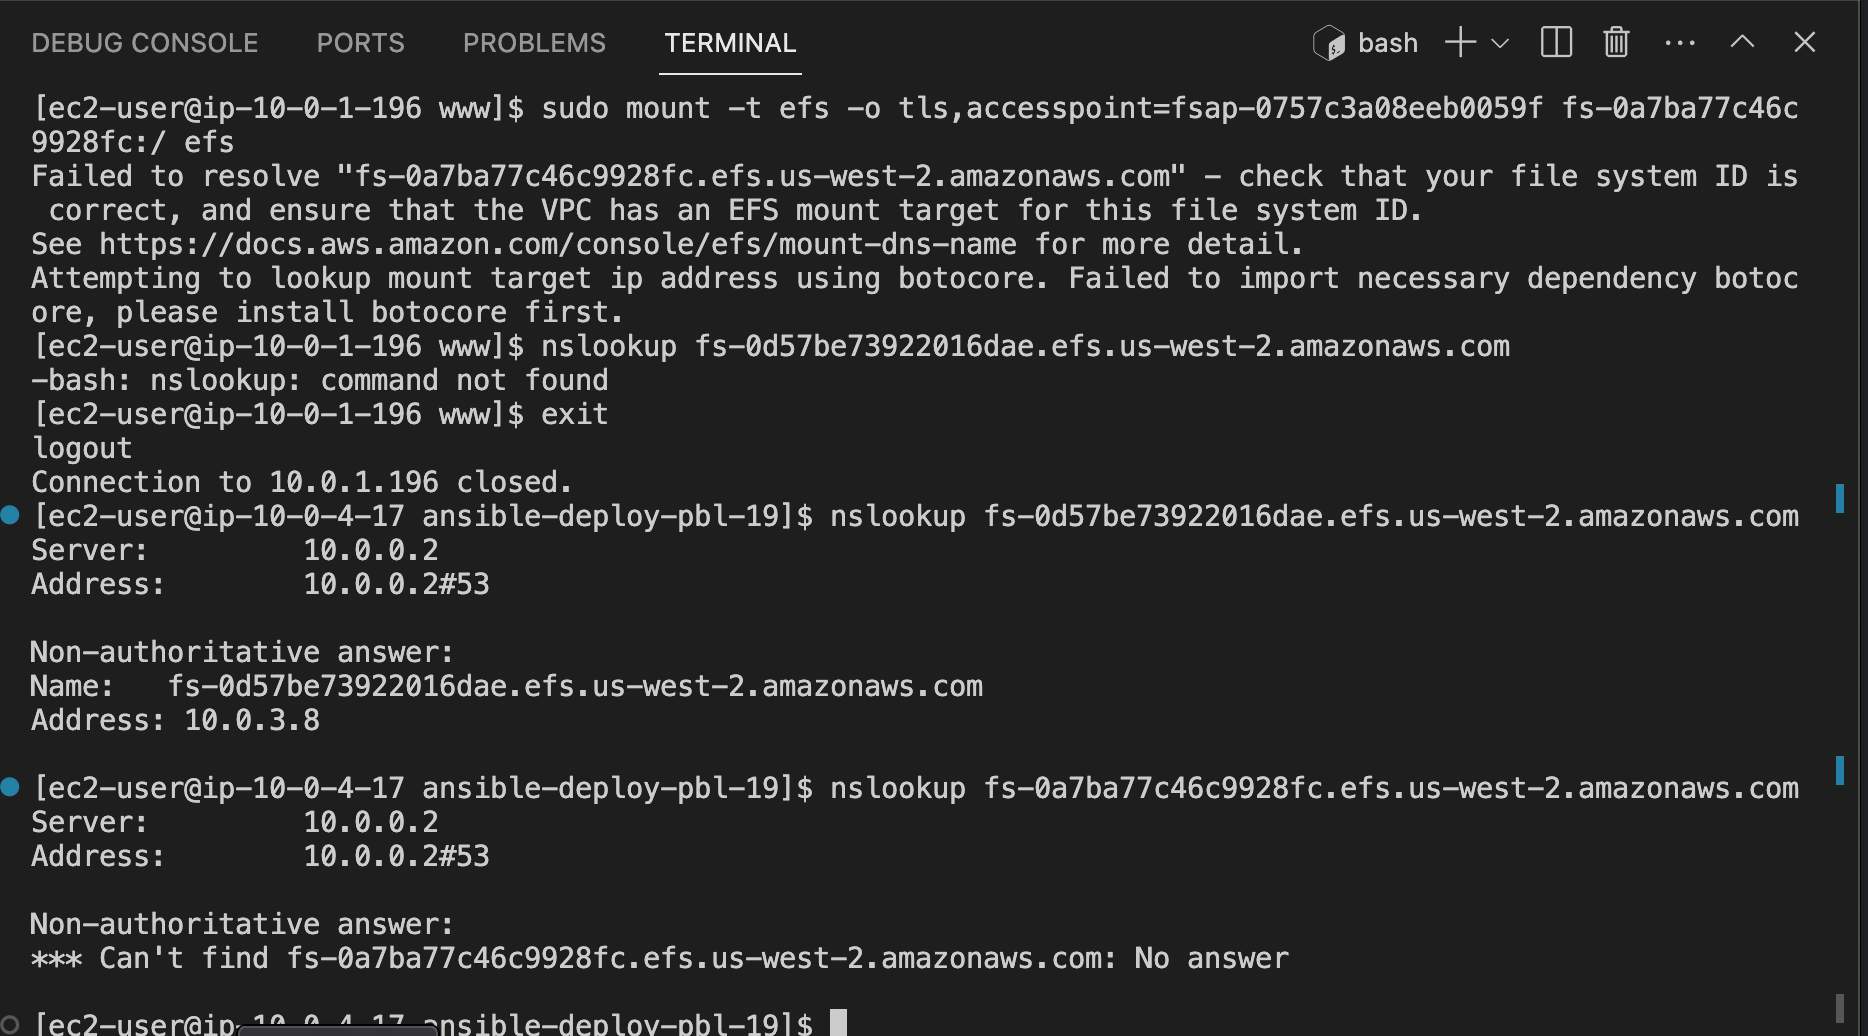 DEBUG CONSOLE PORTS PROBLEMS TERMINAL bash
[ec2-user@ip-10-0-1-196 www]$ sudo mount -t efs -o tls,accesspoint=fsap-0757c3a08eeb0059f fs-0a7ba77c46c
9928fc:/ efs
Failed to resolve "fs-0a7ba77c46c9928fc.efs.us-west-2.amazonaws.com" - check that your file system ID is
correct, and ensure that the VPC has an EFS mount target for this file system ID.
See https://docs.aws.amazon.com/console/efs/mount-dns-name for more detail.
Attempting to lookup mount target ip address using botocore. Failed to import necessary dependency botoc
ore, please install botocore first.
[ec2-user@ip-10-0-1-196 www]$ nslookup fs-0d57be73922016dae.efs.us-west-2.amazonaws.com
-bash: nslookup: command not found
[ec2-user@ip-10-0-1-196 www]$ exit
logout
Connection to 10.0.1.196 closed.
[ec2-user@ip-10-0-4-17 ansible-deploy-pbl-19]$ nslookup fs-0d57be73922016dae.efs.us-west-2.amazonaws.com
Server: 10.0.0.2
Address: 10.0.0.2#53
Non-authoritative answer:
Name: fs-0d57be73922016dae.efs.us-west-2.amazonaws.com
Address: 10.0.3.8
[ec2-user@ip-10-0-4-17 ansible-deploy-pbl-19]$ nslookup fs-0a7ba77c46c9928fc.efs.us-west-2.amazonaws.com
Server: 10.0.0.2
Address: 10.0.0.2#53
Non-authoritative answer:
*** Can't find fs-0a7ba77c46c9928fc.efs.us-west-2.amazonaws.com: No answer
[ec2-user@ip-10-0-4-17 ansible-deploy-pbl-19]$